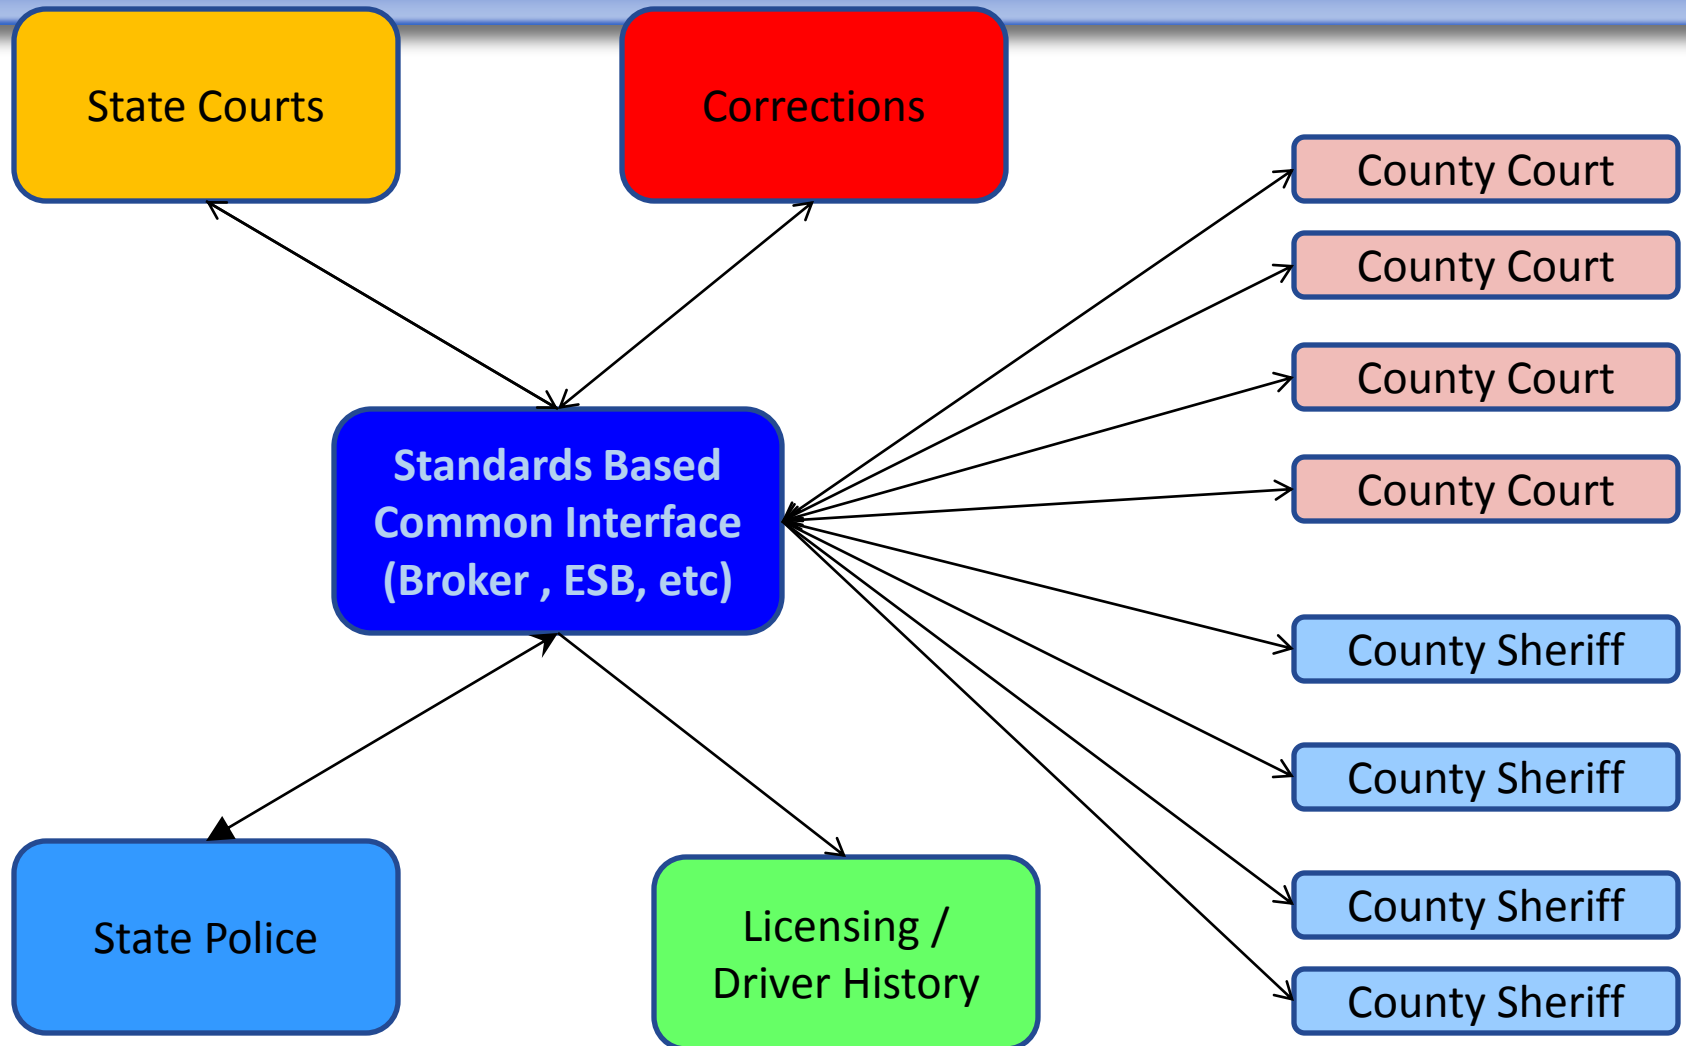 State Courts
Corrections
County Court
County Court
County Court
County Court
Standards Based
Common Interface
(Broker , ESB, etc)
County Sheriff
County Sheriff
County Sheriff
County Sheriff
State Police
Licensing /
Driver History